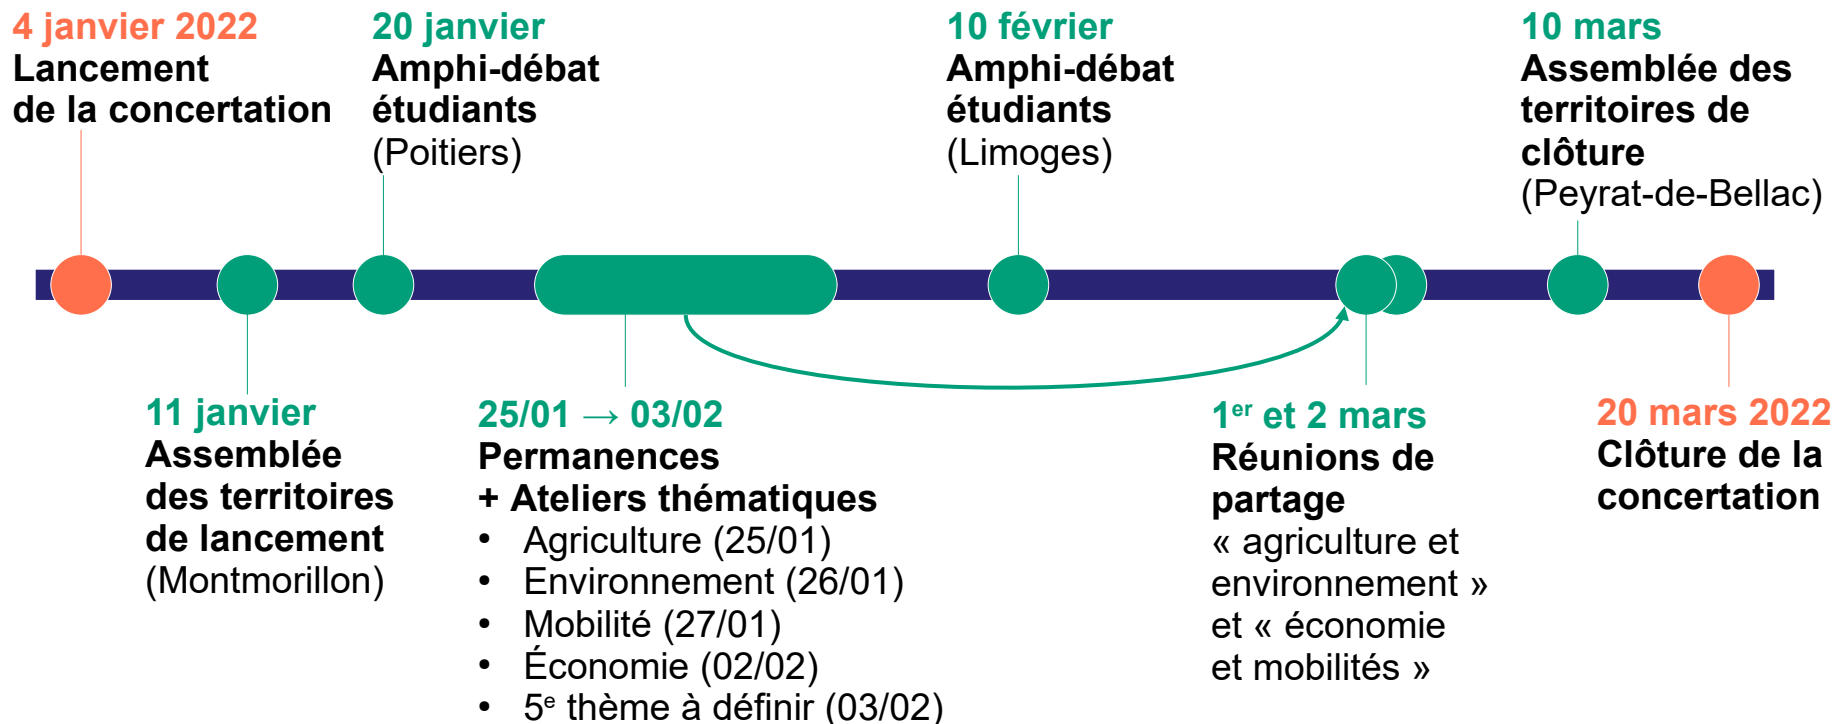 4 janvier 2022
Lancement
de la concertation
20 janvier
Amphi-débat
étudiants
(Poitiers)
10 février
Amphi-débat
étudiants
(Limoges)
10 mars
Assemblée des
territoires de
clôture
(Peyrat-de-Bellac)
11 janvier
Assemblée
des territoires
de lancement
(Montmorillon)
25/01 → 03/02
Permanences
+ Ateliers thématiques
• Agriculture (25/01)
• Environnement (26/01)
• Mobilité (27/01)
• Économie (02/02)
• 5e thème à définir (03/02)
1er et 2 mars
Réunions de
partage
« agriculture et
environnement »
et « économie
et mobilités »
20 mars 2022
Clôture de la
concertation